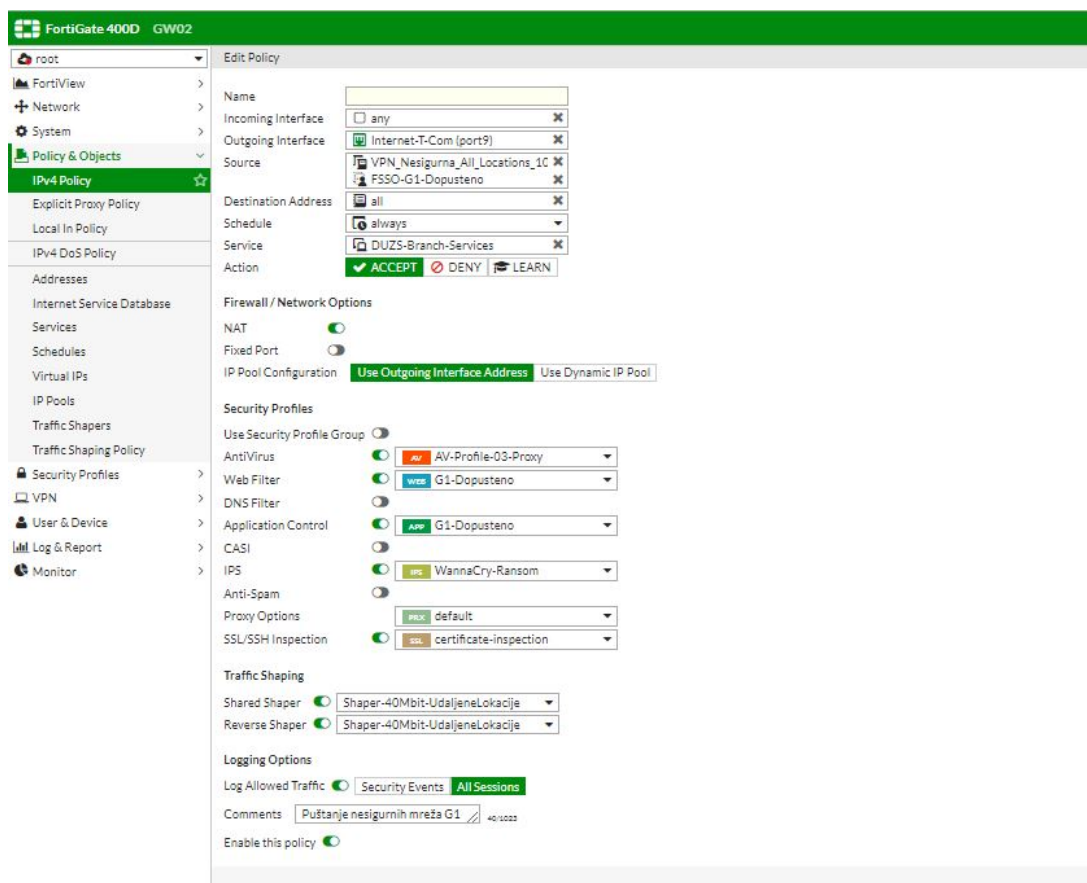 FortiGate 400D GW02
root
FortiView
Network
System
Policy & Objects
IPv4 Policy
Explicit Proxy Policy
Local In Policy
IPv4 DoS Policy
Addresses
Internet Service Database
Services
Schedules
Virtual IPs
IP Pools
Traffic Shapers
Traffic Shaping Policy
Security Profiles
VPN
User & Device
Log & Report
Monitor
Edit Policy
Name
Incoming Interface any
Outgoing Interface Internet-T-Com (port9)
Source VPN_Nesigurna_All_Locations_10
FSSO-G1-Dopusteno
Destination Address all
Schedule always
Service DUZS-Branch-Services
Action ACCEPT DENY LEARN
Firewall / Network Options
NAT
Fixed Port
IP Pool Configuration Use Outgoing Interface Address Use Dynamic IP Pool
Security Profiles
Use Security Profile Group
AntiVirus AV AV-Profile-03-Proxy
Web Filter WEB G1-Dopusteno
DNS Filter
Application Control APP G1-Dopusteno
CASI
IPS IPS WannaCry-Ransom
Anti-Spam
Proxy Options PRX default
SSL/SSH Inspection SSL certificate-inspection
Traffic Shaping
Shared Shaper Shaper-40Mbit-UdaljeneLokacije
Reverse Shaper Shaper-40Mbit-UdaljeneLokacije
Logging Options
Log Allowed Traffic Security Events All Sessions
Comments Puštanje nesigurnih mreža G1 40/1023
Enable this policy